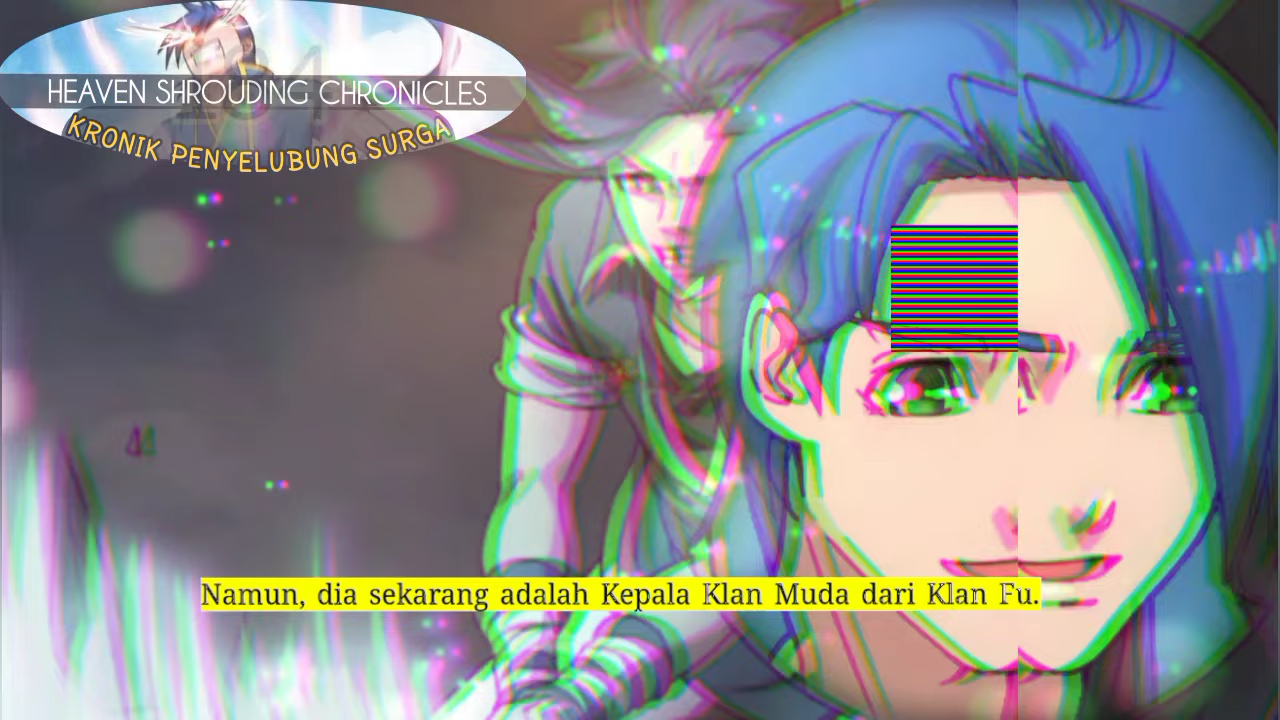 HEAVEN SHROUDING CHRONICLES
KRONIK PENYELUBUNG SURGA
Namun, dia sekarang adalah Kepala Klan Muda dari Klan Fu.